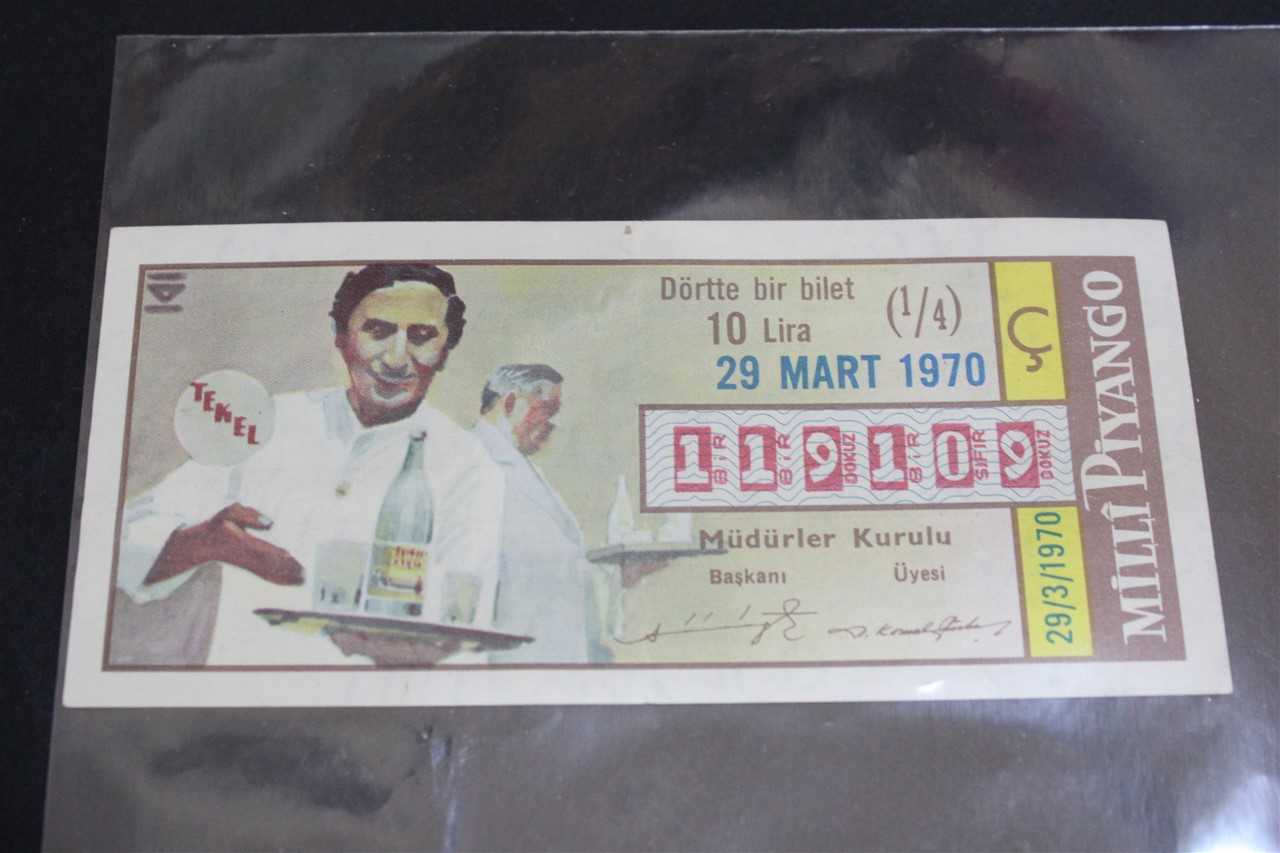 TEKEL
Dörtte bir bilet
10 Lira (1/4)
29 MART 1970
Ç
1 1 9 1 0 9
BİR BİR DOKUZ BİR SIFIR DOKUZ
Müdürler Kurulu
Başkanı Üyesi
29/3/1970
MİLLÎ PİYANGO